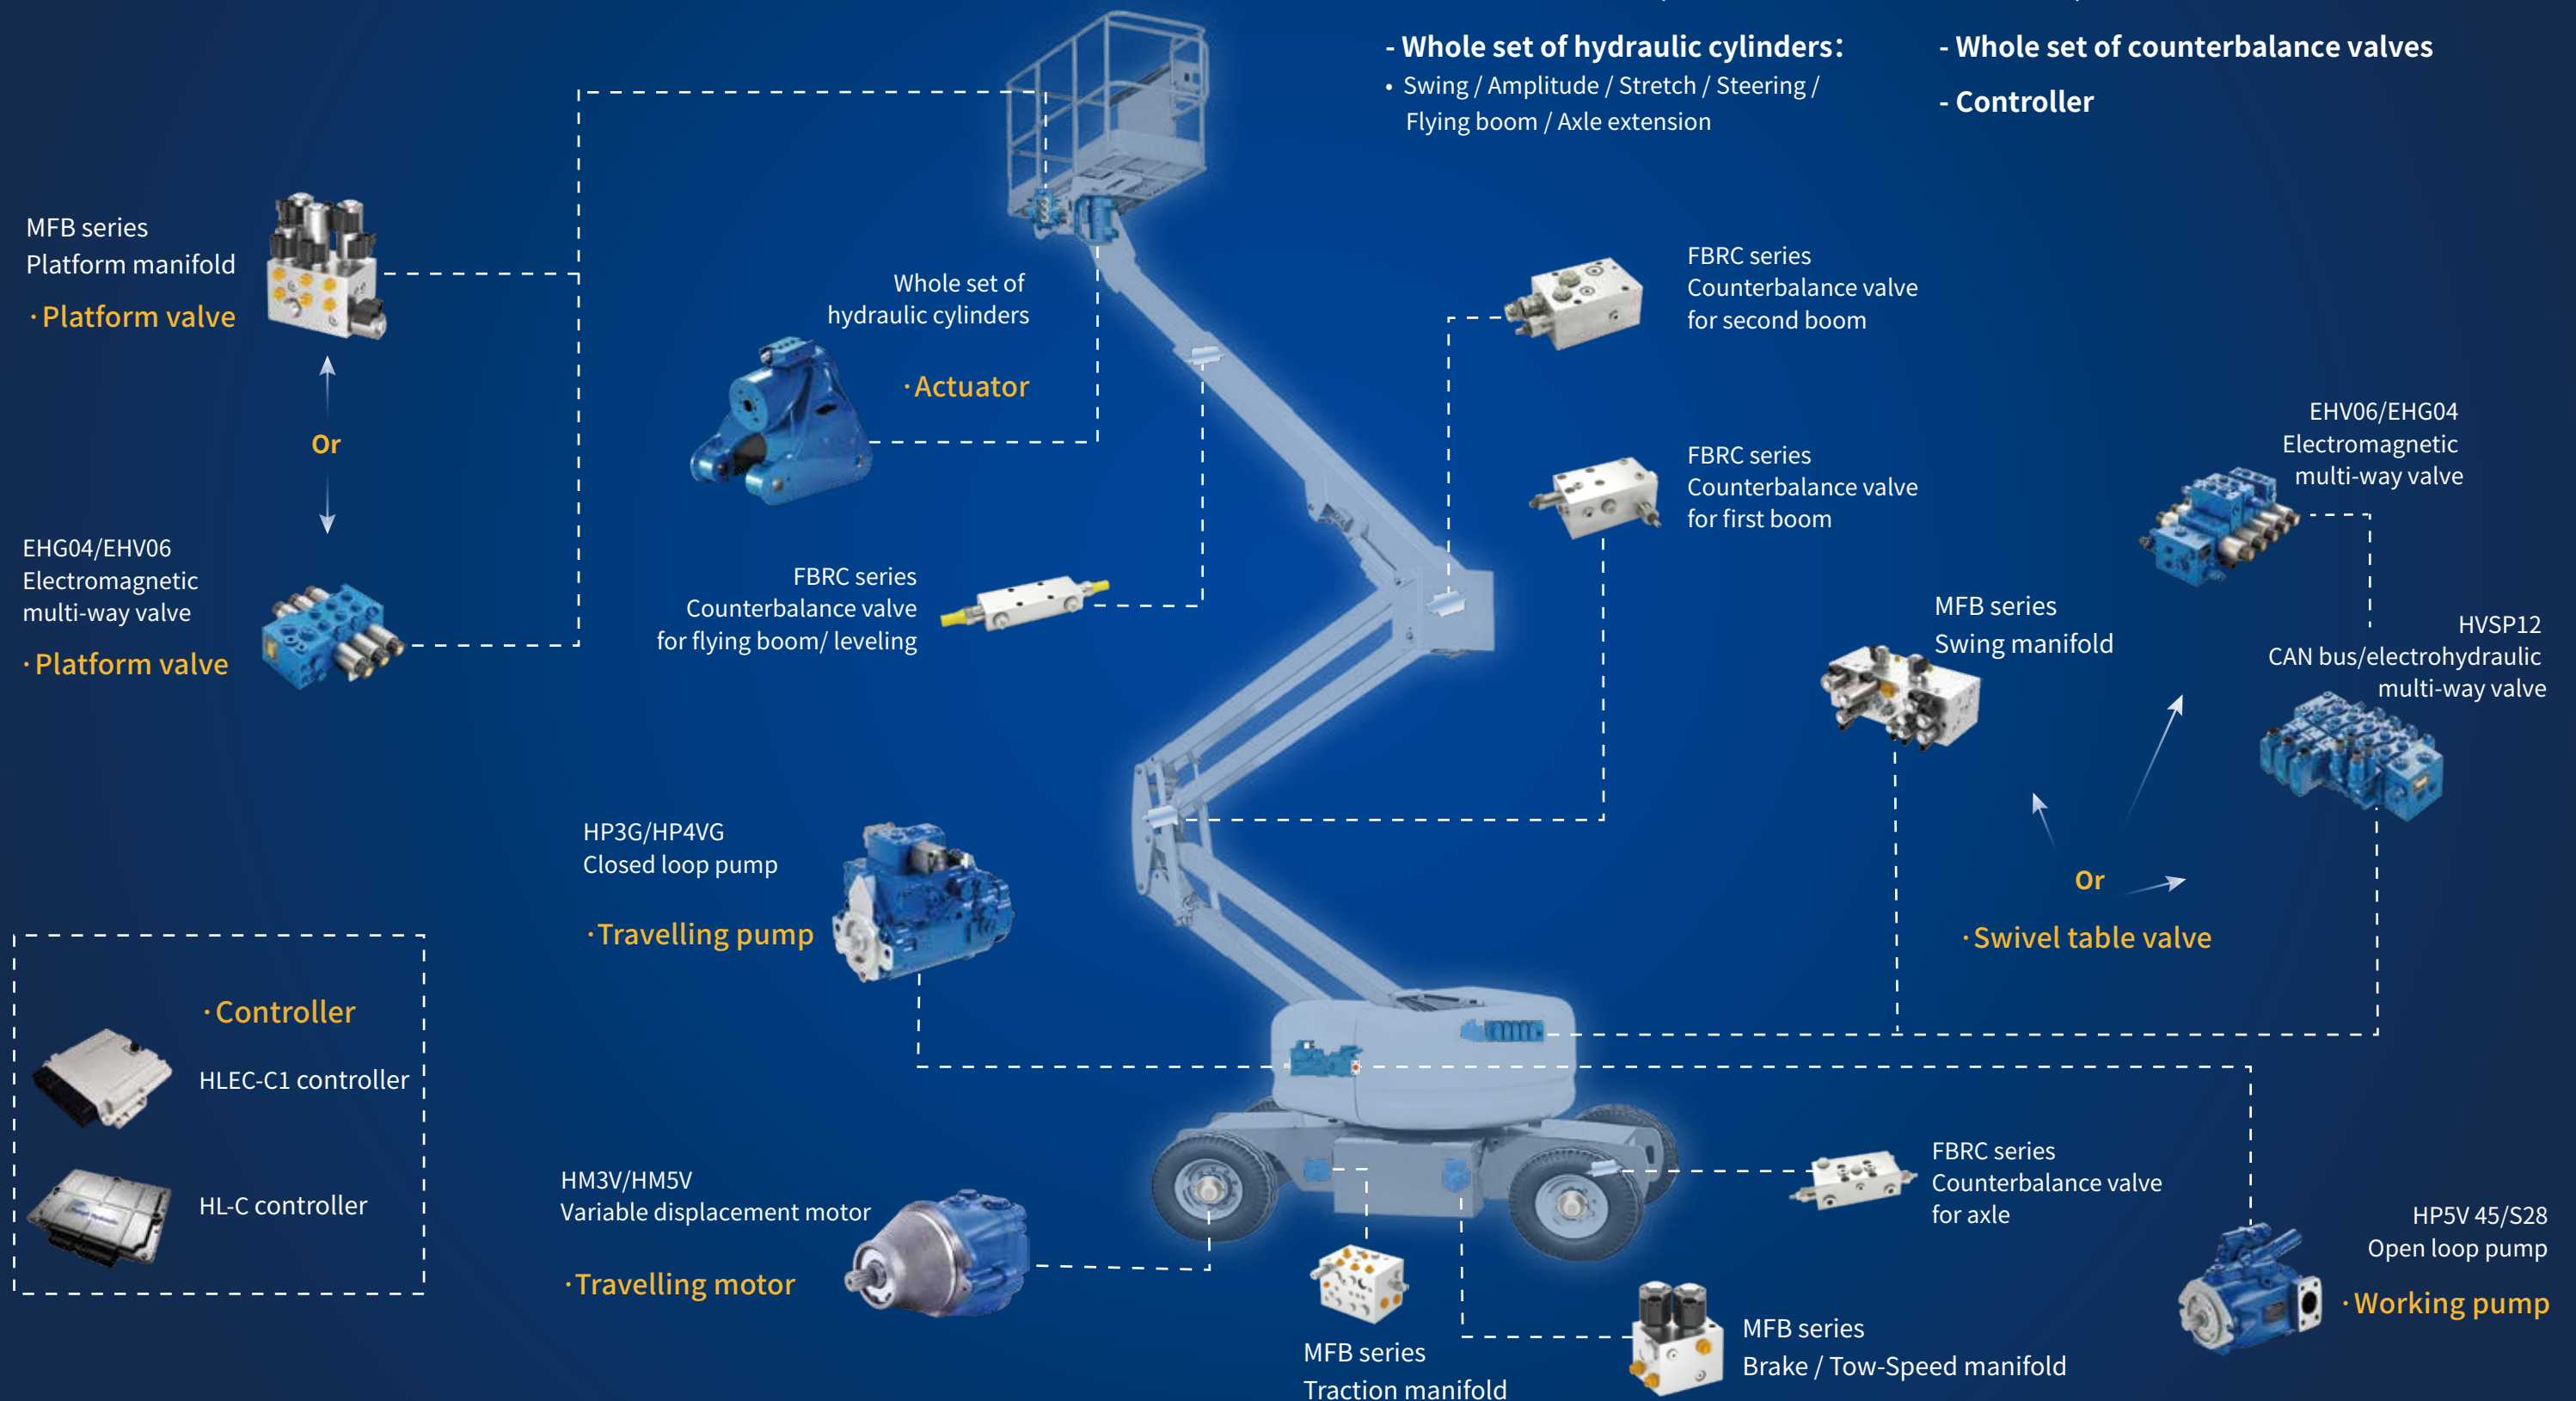 - Whole set of hydraulic cylinders:
• Swing / Amplitude / Stretch / Steering /
Flying boom / Axle extension
- Whole set of counterbalance valves
- Controller
MFB series
Platform manifold
·Platform valve
Or
EHG04/EHV06
Electromagnetic
multi-way valve
·Platform valve
Whole set of
hydraulic cylinders
·Actuator
FBRC series
Counterbalance valve
for flying boom/ leveling
FBRC series
Counterbalance valve
for second boom
FBRC series
Counterbalance valve
for first boom
EHV06/EHG04
Electromagnetic
multi-way valve
MFB series
Swing manifold
HVSP12
CAN bus/electrohydraulic
multi-way valve
Or
·Swivel table valve
HP3G/HP4VG
Closed loop pump
·Travelling pump
·Controller
HLEC-C1 controller
HL-C controller
HM3V/HM5V
Variable displacement motor
·Travelling motor
MFB series
Traction manifold
MFB series
Brake / Tow-Speed manifold
FBRC series
Counterbalance valve
for axle
HP5V 45/S28
Open loop pump
·Working pump